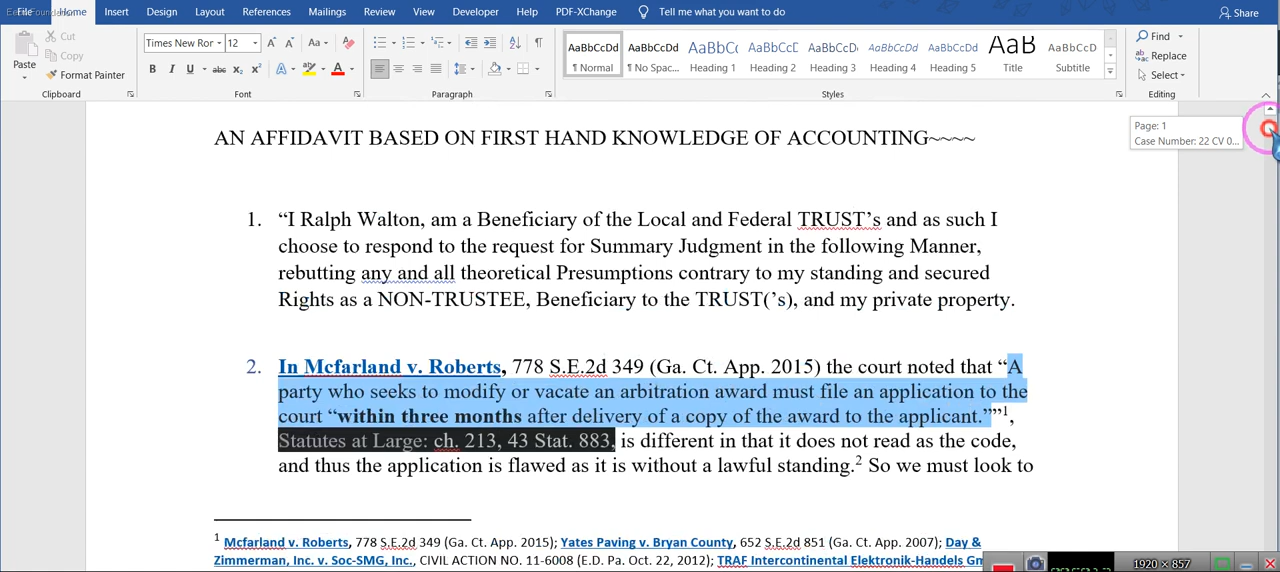 File Home Insert Design Layout References Mailings Review View Developer Help PDF-XChange Tell me what you want to do Share
Cut
Copy
Paste
Format Painter
Clipboard
Times New Ror 12 Aa
B I U abc x₂ x² A A
Font
Paragraph
AaBbCcDd AaBbCcDd AaBbCc AaBbCcD AaBbCcDc AaBbCcDd AaBbCcDd AaB AaBbCcDd
¶ Normal ¶ No Spac... Heading 1 Heading 2 Heading 3 Heading 4 Heading 5 Title Subtitle
Styles
Find
Replace
Select
Editing
Page: 1
Case Number: 22 CV 0...
AN AFFIDAVIT BASED ON FIRST HAND KNOWLEDGE OF ACCOUNTING~~~~
1. “I Ralph Walton, am a Beneficiary of the Local and Federal TRUST’s and as such I
choose to respond to the request for Summary Judgment in the following Manner,
rebutting any and all theoretical Presumptions contrary to my standing and secured
Rights as a NON-TRUSTEE, Beneficiary to the TRUST(’s), and my private property.
2. In Mcfarland v. Roberts, 778 S.E.2d 349 (Ga. Ct. App. 2015) the court noted that “A
party who seeks to modify or vacate an arbitration award must file an application to the
court “within three months after delivery of a copy of the award to the applicant.””¹,
Statutes at Large: ch. 213, 43 Stat. 883, is different in that it does not read as the code,
and thus the application is flawed as it is without a lawful standing.² So we must look to
¹ Mcfarland v. Roberts, 778 S.E.2d 349 (Ga. Ct. App. 2015); Yates Paving v. Bryan County, 652 S.E.2d 851 (Ga. Ct. App. 2007); Day &
Zimmerman, Inc. v. Soc-SMG, Inc., CIVIL ACTION NO. 11-6008 (E.D. Pa. Oct. 22, 2012); TRAF Intercontinental Elektronik-Handels Gm
1920 × 857